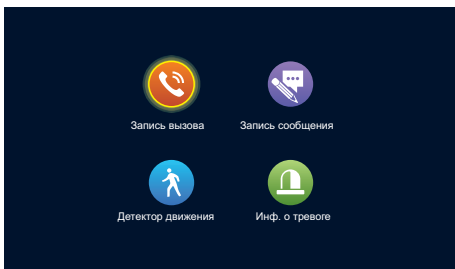 Запись вызова
Запись сообщения
Детектор движения
Инф. о тревоге